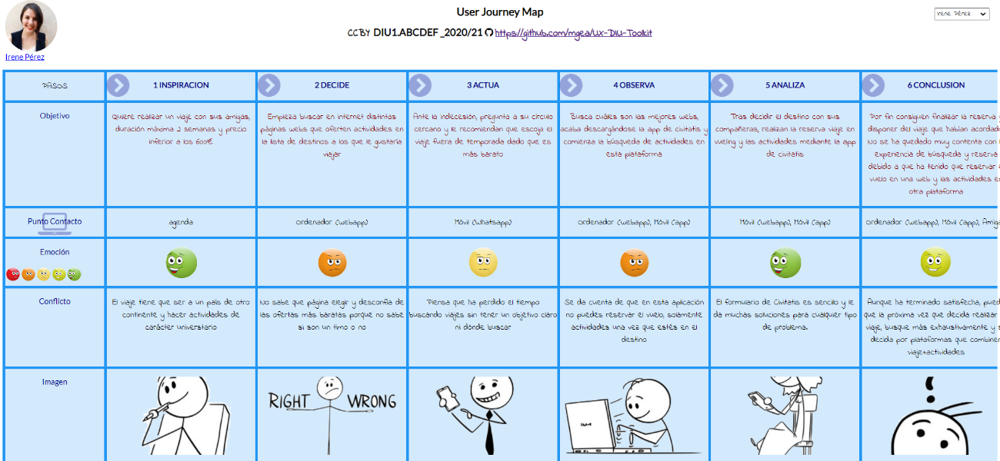 User Journey Map
Irene Pérez
CCBY DIU1.ABCDEF_2020/21 https://github.com/mgea/UX-DIU-Toolkit
Irene Pérez
PASOS
1 INSPIRACION
2 DECIDE
3 ACTUA
4 OBSERVA
5 ANALIZA
6 CONCLUSION
Objetivo
Quiere realizar un viaje con sus amigas,
duración máxima 2 semanas y precio
inferior a los 600€
Empieza buscar en internet distintas
páginas webs que oferten actividades en
la lista de destinos a los que le gustaría
viajar
Ante la indecesión, pregunta a su círculo
cercano y le recomiendan que escoja el
viaje fuera de temporada dado que es
más barato
Busca cuáles son las mejores webs,
acaba descargándose la app de civitatis y
comienza la búsqueda de actividades en
esta plataforma
Tras decidir el destino con sus
compañeras, realizan la reserva viaje en
vueling y las actividades mediante la app
de civitatis
Por fin consiguen finalizar la reserva y
disponer del viaje que habían acordado
No se ha quedado muy contenta con
experiencia de búsqueda y reserva
debido a que ha tenido que reservar
vuelo en una web y las actividades en
otra plataforma
Punto Contacto
agenda
Ordenador (webapp)
Móvil (Whatsapp)
Ordenador (webapp), Móvil (app)
Móvil (webapp), Móvil (app)
Ordenador (webapp), Móvil (app), Amiga
Emoción
Conflicto
El viaje tiene que ser a un país de otro
continente y hacer actividades de
carácter universitario
No sabe que página elegir y desconfía de
las ofertas más baratas porque no sabe
si son un timo o no
Piensa que ha perdido el tiempo
buscando viajes sin tener un objetivo claro
ni dónde buscar
Se da cuenta de que en esta aplicación
no puedes reservar el vuelo, solamente
actividades una vez que estés en el
destino
El formulario de Civitatis es sencillo y le
da muchas soluciones para cualquier tipo
de problema.
Aunque ha terminado satisfecha, pued
que la próxima vez que decida realizar
viaje, busque más exhaustivamente y s
decida por plataformas que combinen
viaje+actividades
Imagen
RIGHT WRONG